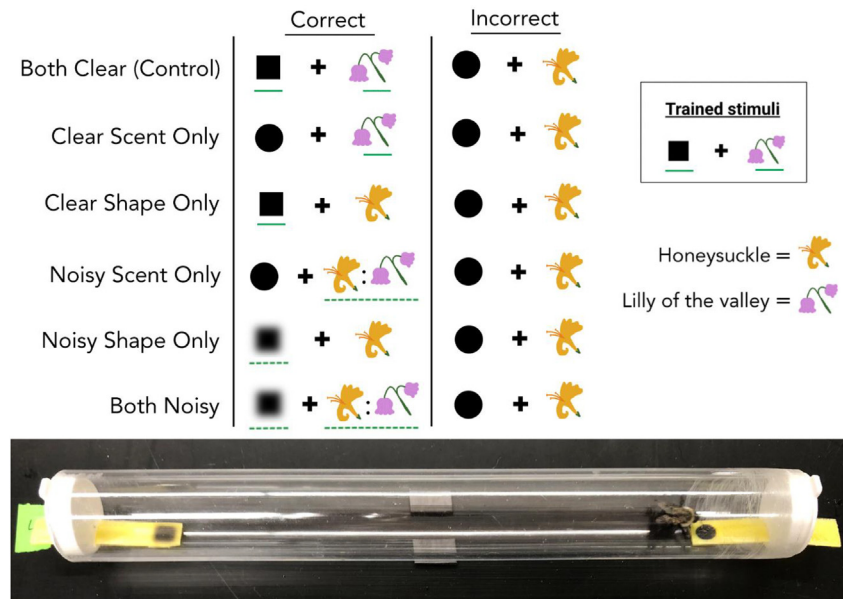 Correct Incorrect
Both Clear (Control) + +
Clear Scent Only + +
Clear Shape Only + +
Noisy Scent Only + : +
Noisy Shape Only + +
Both Noisy + : +
Trained stimuli
+
Honeysuckle =
Lilly of the valley =